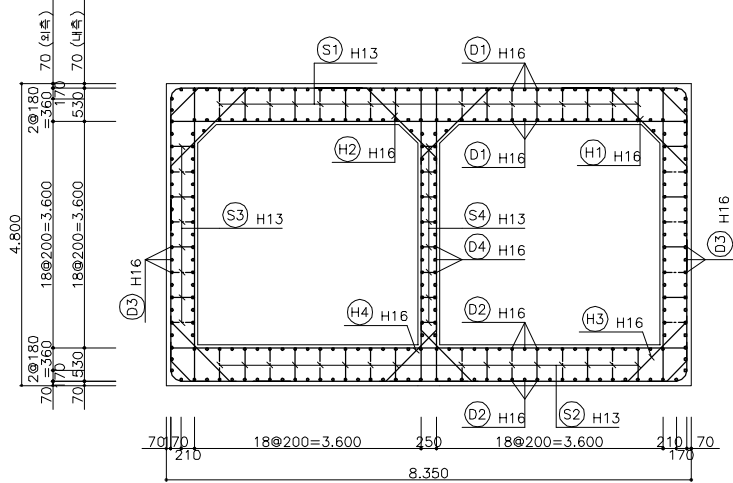 70 (외측)
70 (내측)
2@180
=360
170
530
18@200=3.600
18@200=3.600
4.800
2@180
=360
170
530
70
70
S1 H13
D1 H16
H2 H16
D1 H16
H1 H16
S3 H13
S4 H13
D4 H16
D3 H16
D3 H16
H4 H16
D2 H16
H3 H16
D2 H16
S2 H13
70
170
210
18@200=3.600
250
18@200=3.600
210
170
70
8.350